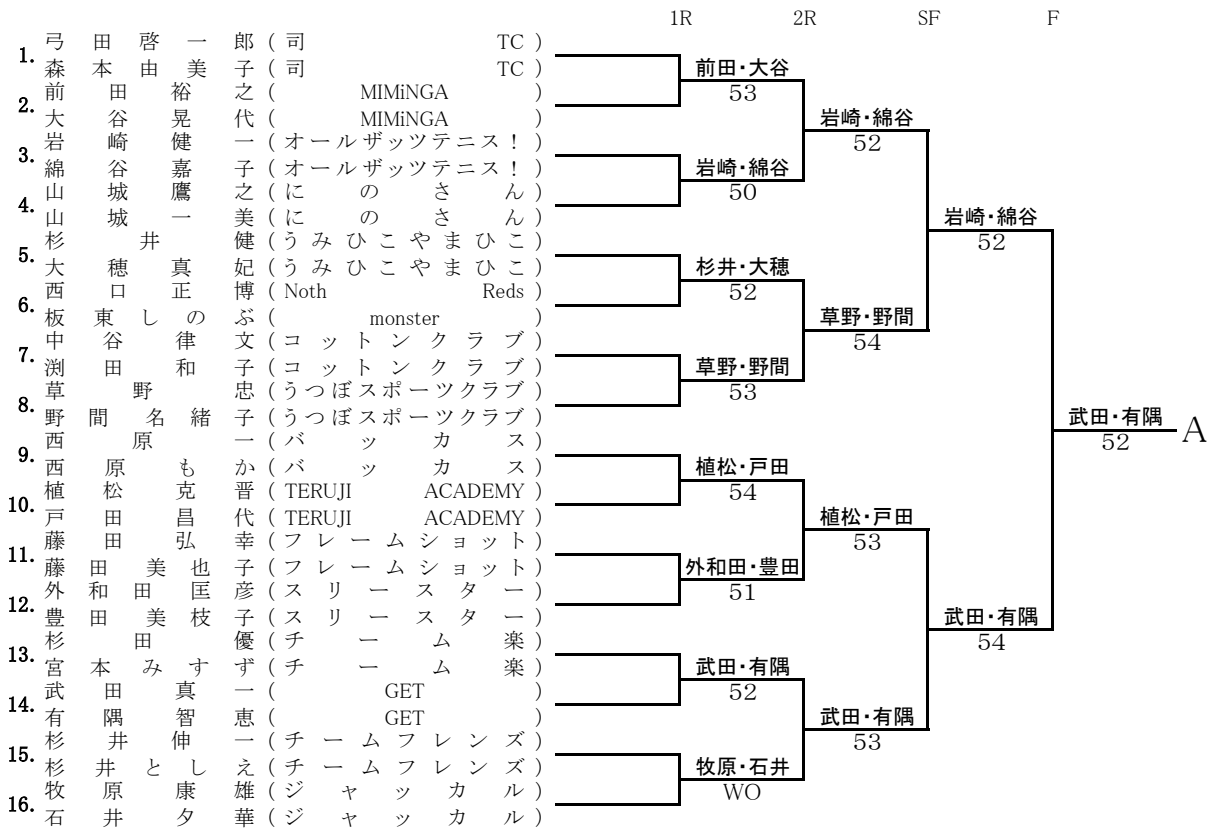 1R 2R SF F
1.
弓田啓一郎(司 TC)
森本由美子(司 TC)
2.
前田裕之(MIMiNGA)
大谷晃代(MIMiNGA)
3.
岩崎健一(オールザッツテニス!)
綿谷嘉子(オールザッツテニス!)
4.
山城鷹之(にのさん)
山城一美(にのさん)
5.
杉井健(うみひこやまひこ)
大穂真妃(うみひこやまひこ)
6.
西口正博(Noth Reds)
板東しのぶ(monster)
7.
中谷律文(コットンクラブ)
渕田和子(コットンクラブ)
8.
草野忠(うつぼスポーツクラブ)
野間名緒子(うつぼスポーツクラブ)
9.
西原一(バッカス)
西原もか(バッカス)
10.
植松克晋(TERUJI ACADEMY)
戸田昌代(TERUJI ACADEMY)
11.
藤田弘幸(フレームショット)
藤田美也子(フレームショット)
12.
外和田匡彦(スリースター)
豊田美枝子(スリースター)
13.
杉田優(チーム楽)
宮本みすず(チーム楽)
14.
武田真一(GET)
有隅智恵(GET)
15.
杉井伸一(チームフレンズ)
杉井としえ(チームフレンズ)
16.
牧原康雄(ジャッカル)
石井夕華(ジャッカル)
前田・大谷
53
岩崎・綿谷
50
杉井・大穂
52
草野・野間
53
植松・戸田
54
外和田・豊田
51
武田・有隅
52
牧原・石井
WO
岩崎・綿谷
52
草野・野間
54
植松・戸田
53
武田・有隅
53
岩崎・綿谷
52
武田・有隅
54
武田・有隅
52
A